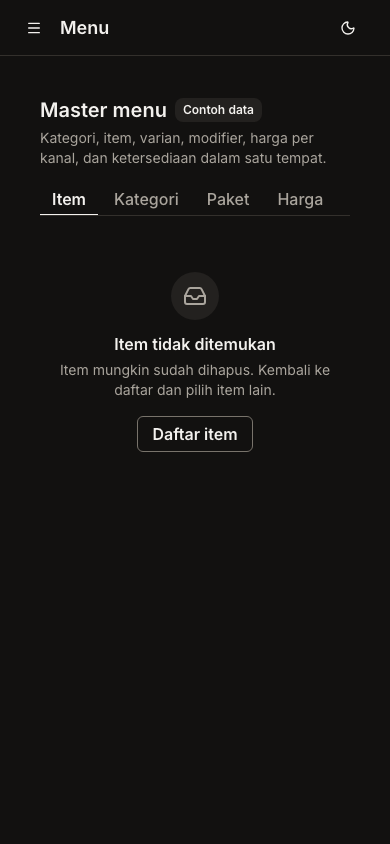 Menu
Master menu Contoh data
Kategori, item, varian, modifier, harga per
kanal, dan ketersediaan dalam satu tempat.
Item Kategori Paket Harga
Item tidak ditemukan
Item mungkin sudah dihapus. Kembali ke
daftar dan pilih item lain.
Daftar item